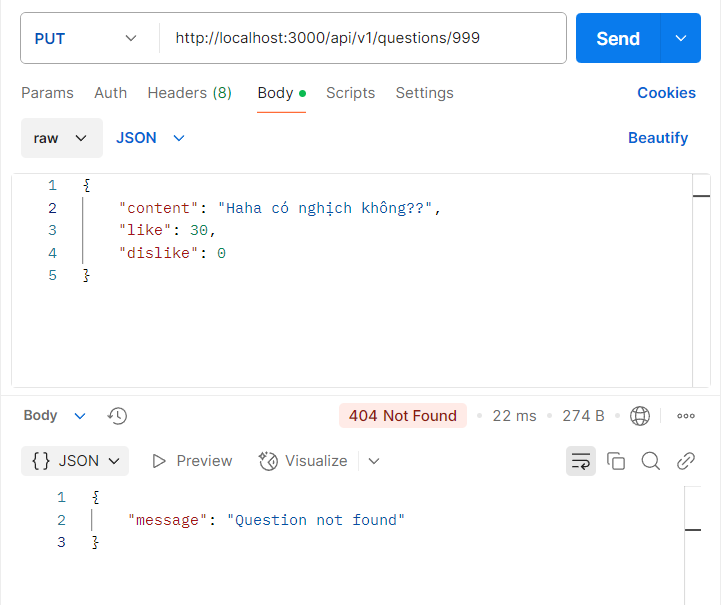 PUT http://localhost:3000/api/v1/questions/999 Send
Params Auth Headers (8) Body Scripts Settings Cookies
raw JSON Beautify
1 {
2 "content": "Haha có nghịch không??",
3 "like": 30,
4 "dislike": 0
5 }
Body 404 Not Found 22 ms 274 B
{} JSON Preview Visualize
1 {
2 "message": "Question not found"
3 }